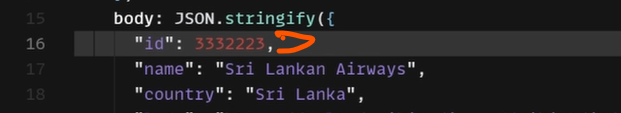 15 body: JSON.stringify({
16 "id": 3332223,
17 "name": "Sri Lankan Airways",
18 "country": "Sri Lanka",